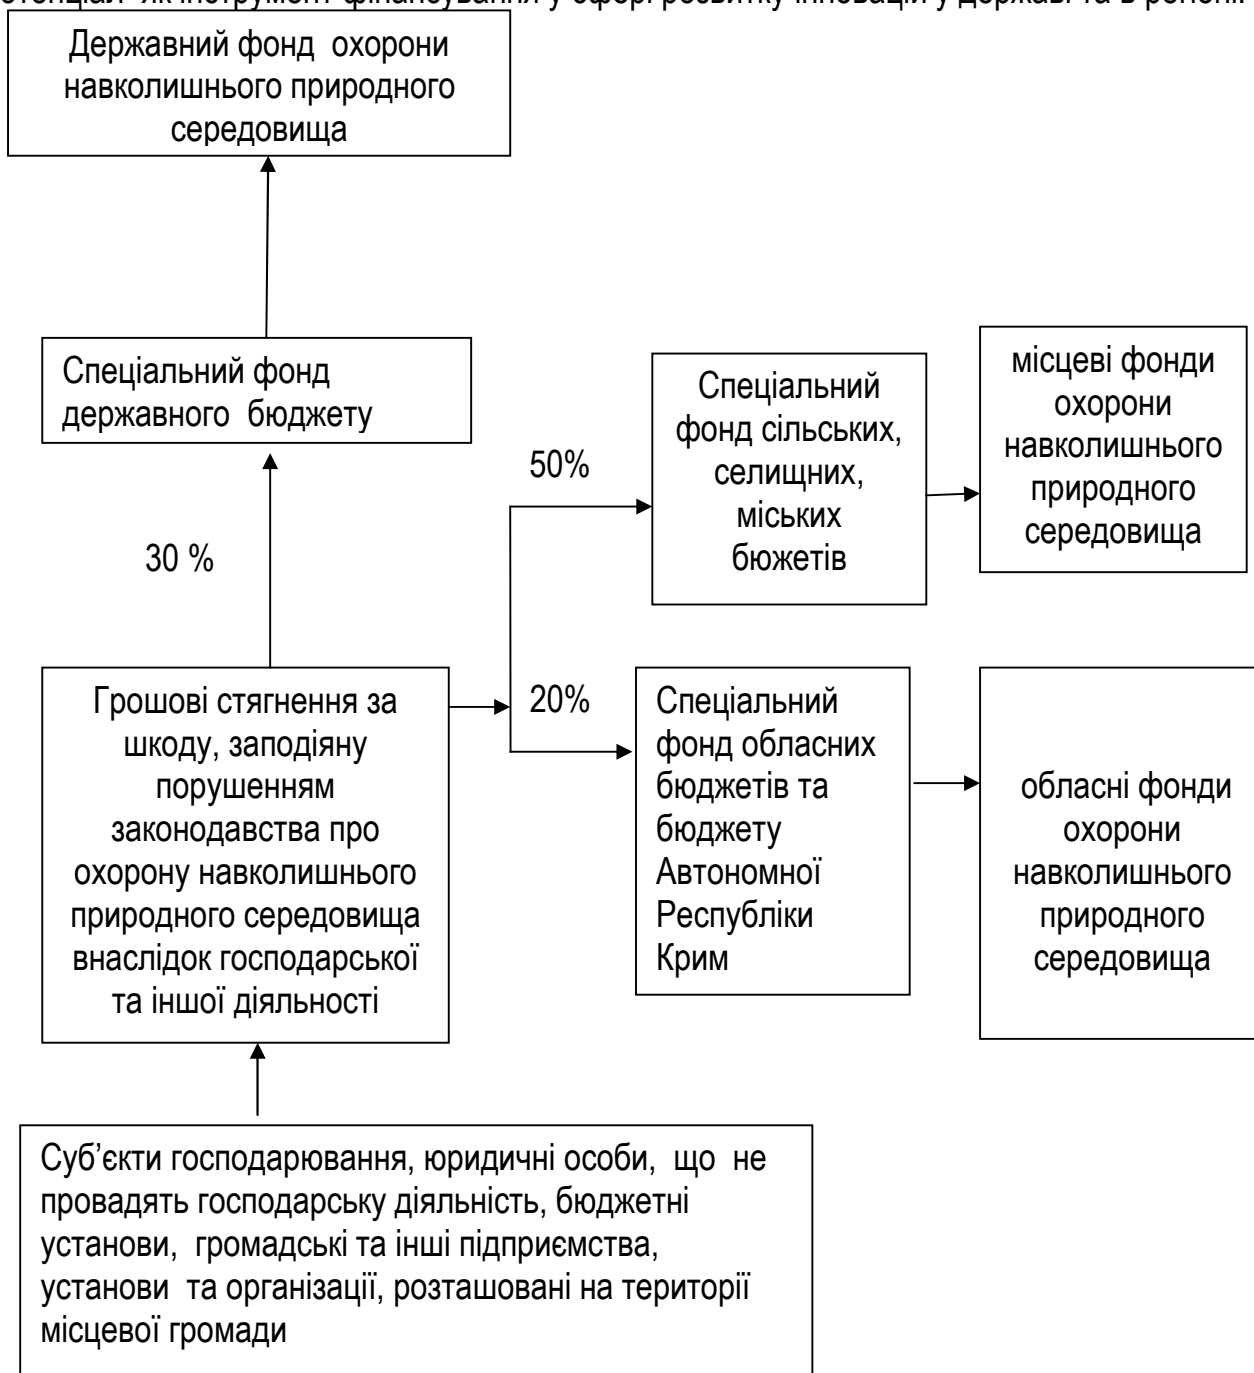 як інструмент фінансування у сфері розвитку інновацій у державі та в регіоні.
Державний фонд охорони
навколишнього природного
середовища
Спеціальний фонд
державного бюджету
30 %
50%
20%
Спеціальний
фонд сільських,
селищних,
міських
бюжетів
місцеві фонди
охорони
навколишнього
природного
середовища
Грошові стягнення за
шкоду, заподіяну
порушенням
законодавства про
охорону навколишнього
природного середовища
внаслідок господарської
та іншої діяльності
Спеціальний
фонд обласних
бюджетів та
бюджету
Автономної
Республіки
Крим
обласні фонди
охорони
навколишнього
природного
середовища
Суб’єкти господарювання, юридичні особи, що не
провадять господарську діяльність, бюджетні
установи, громадські та інші підприємства,
установи та організації, розташовані на території
місцевої громади